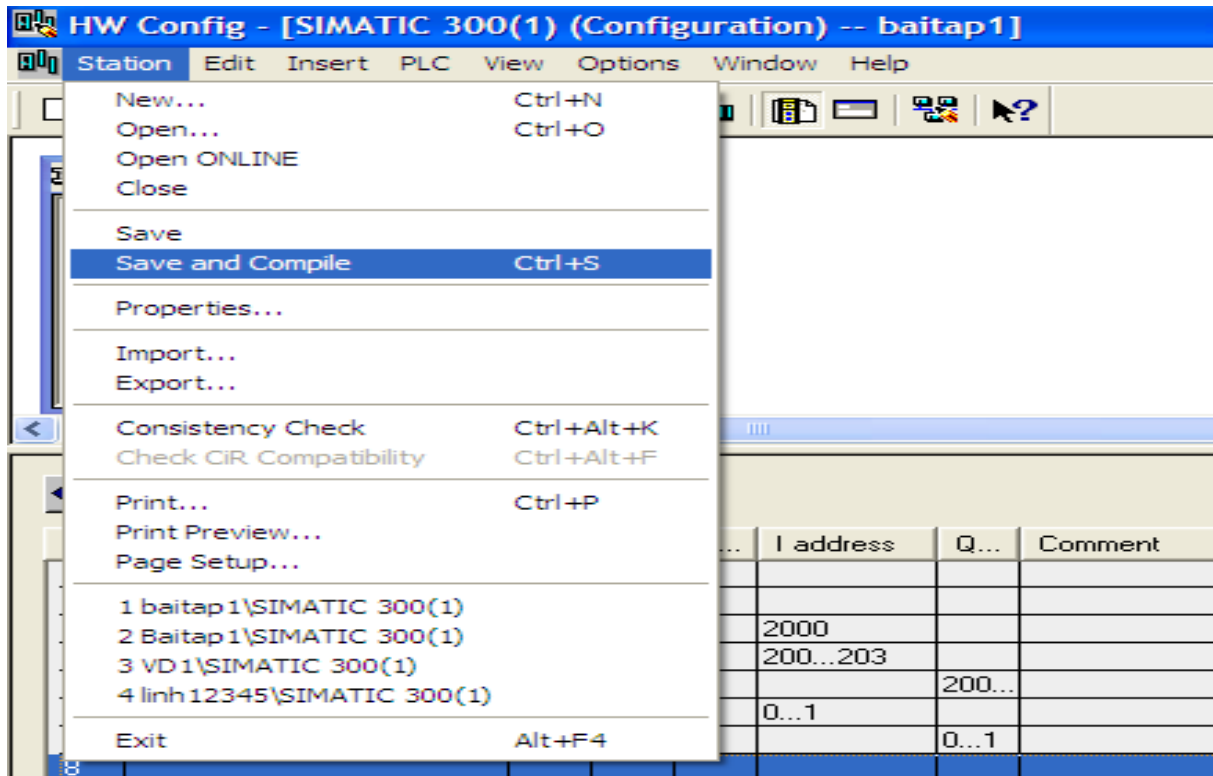 HW Config - [SIMATIC 300(1) (Configuration) -- baitap1]
Station Edit Insert PLC View Options Window Help
New... Ctrl+N
Open... Ctrl+O
Open ONLINE
Close
Save
Save and Compile Ctrl+S
Properties...
Import...
Export...
Consistency Check Ctrl+Alt+K
Check CiR Compatibility Ctrl+Alt+F
Print... Ctrl+P
Print Preview...
Page Setup...
... I address Q... Comment
1 baitap1\SIMATIC 300(1)
2 Baitap1\SIMATIC 300(1)
2000
3 VD1\SIMATIC 300(1)
200...203
4 linh12345\SIMATIC 300(1)
200...
0...1
Exit Alt+F4
0...1
8